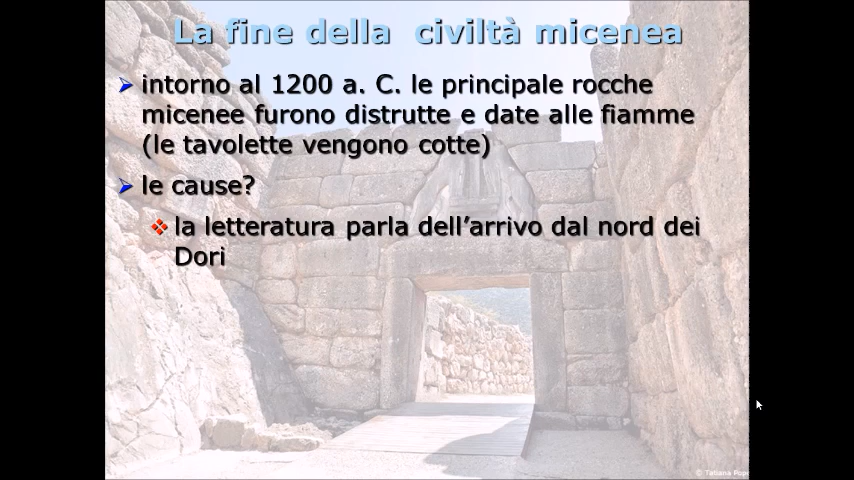 La fine della civiltà micenea
intorno al 1200 a. C. le principale rocche
micenee furono distrutte e date alle fiamme
(le tavolette vengono cotte)
le cause?
la letteratura parla dell’arrivo dal nord dei
Dori
© Tatiana